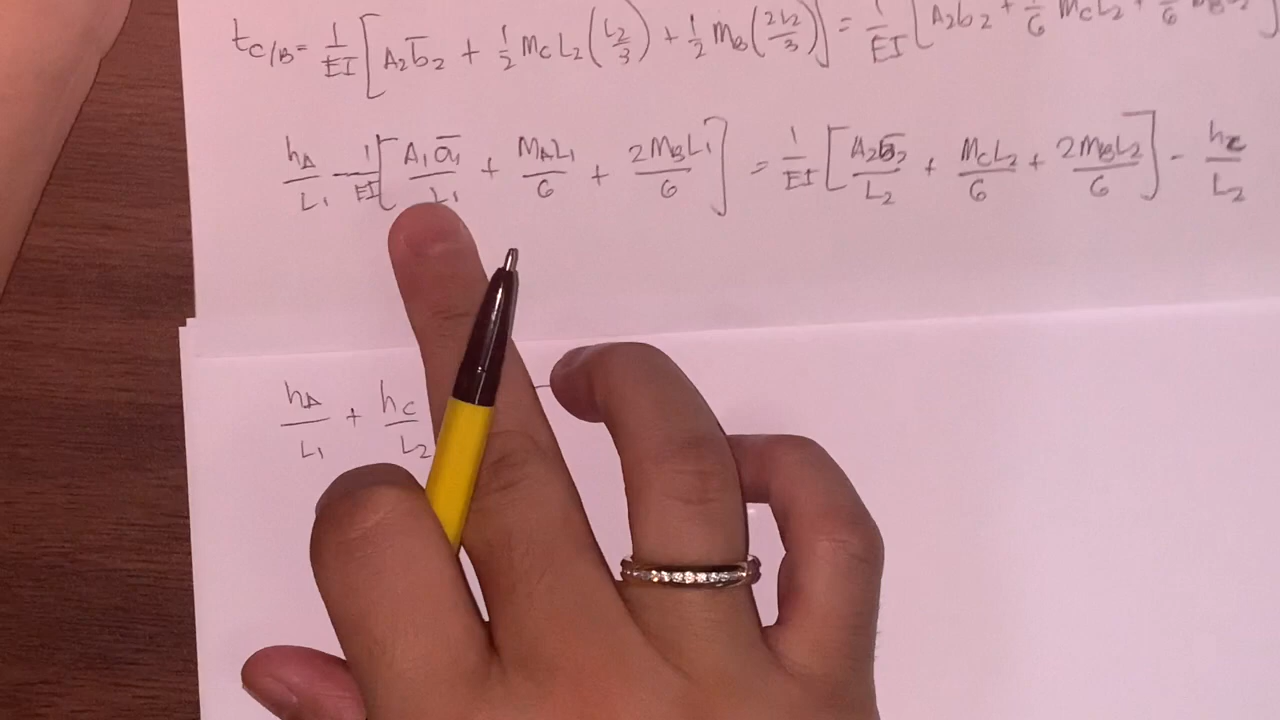 t_{C/B} = 1/EI [A₂b̄₂ + 1/2 M_C L₂ (L₂/3) + 1/2 M_B (2L₂/3)] = 1/EI [A₂b₂ + 1/6 M_C L₂ +
h_A/L₁ - 1/EI [A₁ā₁/L₁ + M_A L₁/6 + 2M_B L₁/6] = 1/EI [A₂b̄₂/L₂ + M_C L₂/6 + 2M_B L₂/6] - h_C/L₂
h_A/L₁ + h_C/L₂